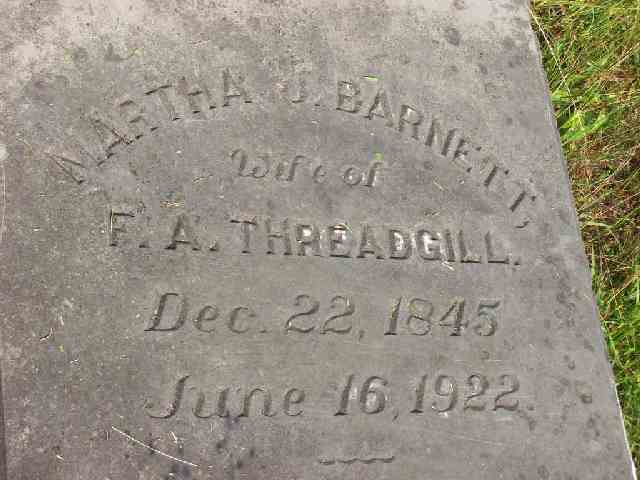 MARTHA J. BARNETT,
Wife of
F. A. THREADGILL.
Dec. 22, 1845
June 16, 1922.